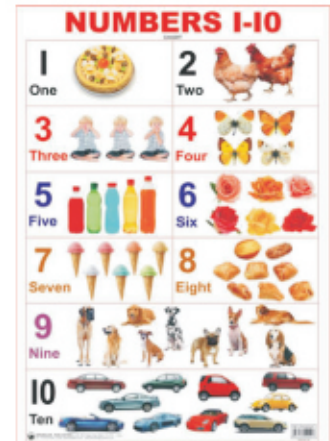 NUMBERS 1-10
CHART
1
One
2
Two
3
Three
4
Four
5
Five
6
Six
7
Seven
8
Eight
9
Nine
10
Ten